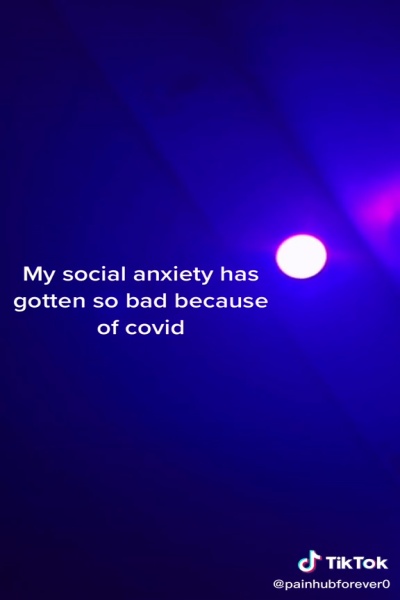 My social anxiety has
gotten so bad because
of covid
TikTok
@painhubforever0